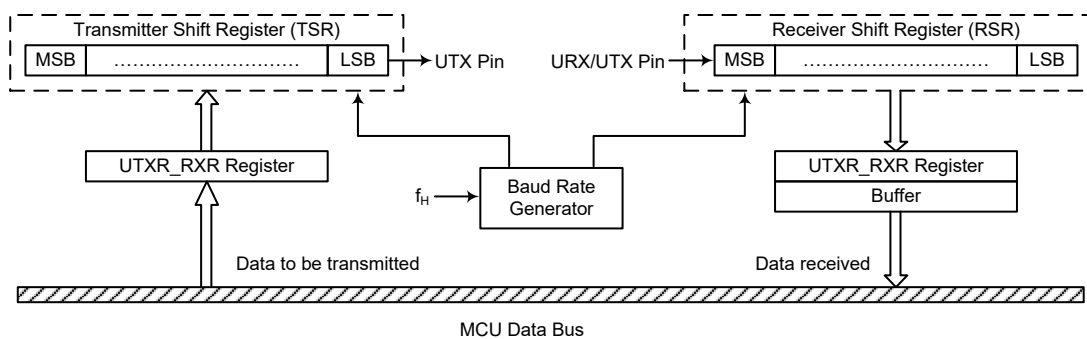 Transmitter Shift Register (TSR)
MSB ………………………… LSB
UTX Pin
UTXR_RXR Register
Data to be transmitted
fH
Baud Rate
Generator
Receiver Shift Register (RSR)
URX/UTX Pin
MSB ………………………… LSB
UTXR_RXR Register
Buffer
Data received
MCU Data Bus